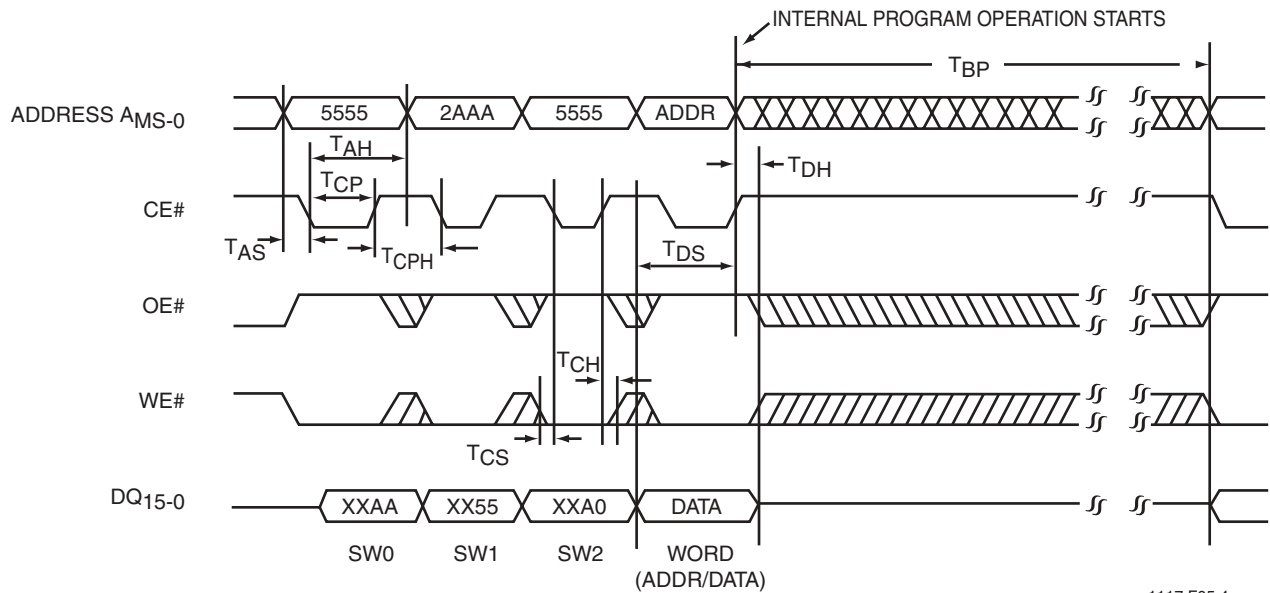 INTERNAL PROGRAM OPERATION STARTS
TBP
ADDRESS AMS-0
5555
2AAA
5555
ADDR
TAH
TDH
TCP
CE#
TAS
TCPH
TDS
OE#
TCH
WE#
TCS
DQ15-0
XXAA
XX55
XXA0
DATA
SW0
SW1
SW2
WORD
(ADDR/DATA)